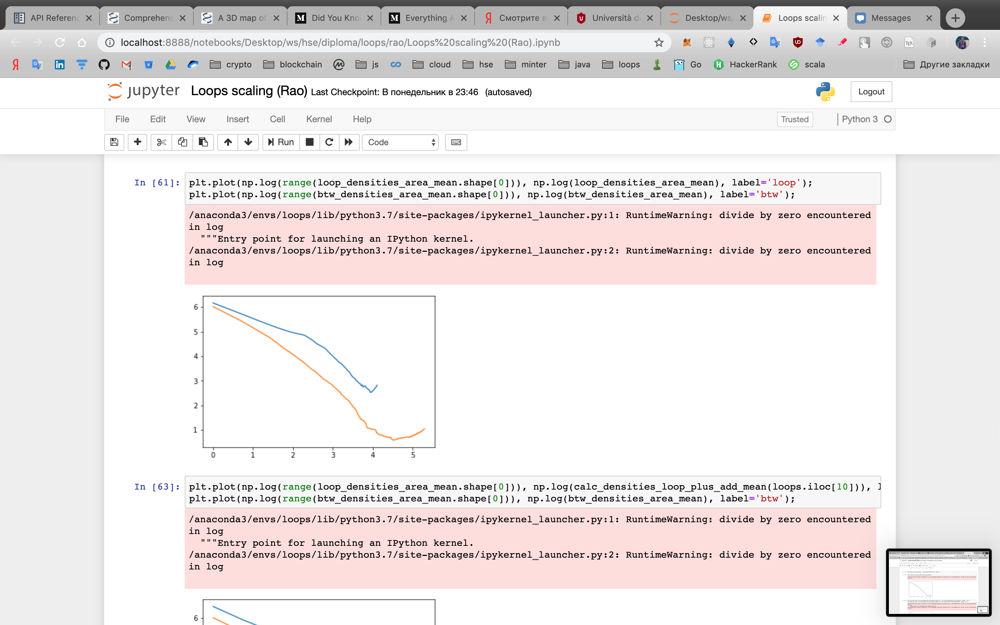 API Referenc
Comprehens
A 3D map of
Did You Kno
Everything A
Смотрите в
Università d
Desktop/ws/
Loops scalin
Messages
localhost:8888/notebooks/Desktop/ws/hse/diploma/loops/rao/Loops%20scaling%20(Rao).ipynb
crypto
blockchain
js
cloud
hse
minter
java
loops
Go
HackerRank
scala
Другие закладки
jupyter Loops scaling (Rao) Last Checkpoint: В понедельник в 23:46 (autosaved)
Logout
File Edit View Insert Cell Kernel Help
Trusted
Python 3
Run
Code
In [61]: plt.plot(np.log(range(loop_densities_area_mean.shape[0])), np.log(loop_densities_area_mean), label='loop');
plt.plot(np.log(range(btw_densities_area_mean.shape[0])), np.log(btw_densities_area_mean), label='btw');
/anaconda3/envs/loops/lib/python3.7/site-packages/ipykernel_launcher.py:1: RuntimeWarning: divide by zero encountered
in log
"""Entry point for launching an IPython kernel.
/anaconda3/envs/loops/lib/python3.7/site-packages/ipykernel_launcher.py:2: RuntimeWarning: divide by zero encountered
in log
6
5
4
3
2
1
0 1 2 3 4 5
In [63]: plt.plot(np.log(range(loop_densities_area_mean.shape[0])), np.log(calc_densities_loop_plus_add_mean(loops.iloc[10])), l
plt.plot(np.log(range(btw_densities_area_mean.shape[0])), np.log(btw_densities_area_mean), label='btw');
/anaconda3/envs/loops/lib/python3.7/site-packages/ipykernel_launcher.py:1: RuntimeWarning: divide by zero encountered
in log
"""Entry point for launching an IPython kernel.
/anaconda3/envs/loops/lib/python3.7/site-packages/ipykernel_launcher.py:2: RuntimeWarning: divide by zero encountered
in log
6